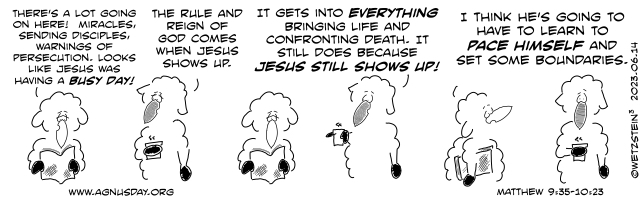 THERE'S A LOT GOING
ON HERE! MIRACLES,
SENDING DISCIPLES,
WARNINGS OF
PERSECUTION. LOOKS
LIKE JESUS WAS
HAVING A BUSY DAY!
THE RULE AND
REIGN OF
GOD COMES
WHEN JESUS
SHOWS UP.
IT GETS INTO EVERYTHING
BRINGING LIFE AND
CONFRONTING DEATH. IT
STILL DOES BECAUSE
JESUS STILL SHOWS UP!
I THINK HE'S GOING TO
HAVE TO LEARN TO
PACE HIMSELF AND
SET SOME BOUNDARIES.
©WETZSTEIN³ 2023.06.14
WWW.AGNUSDAY.ORG
MATTHEW 9:35-10:23